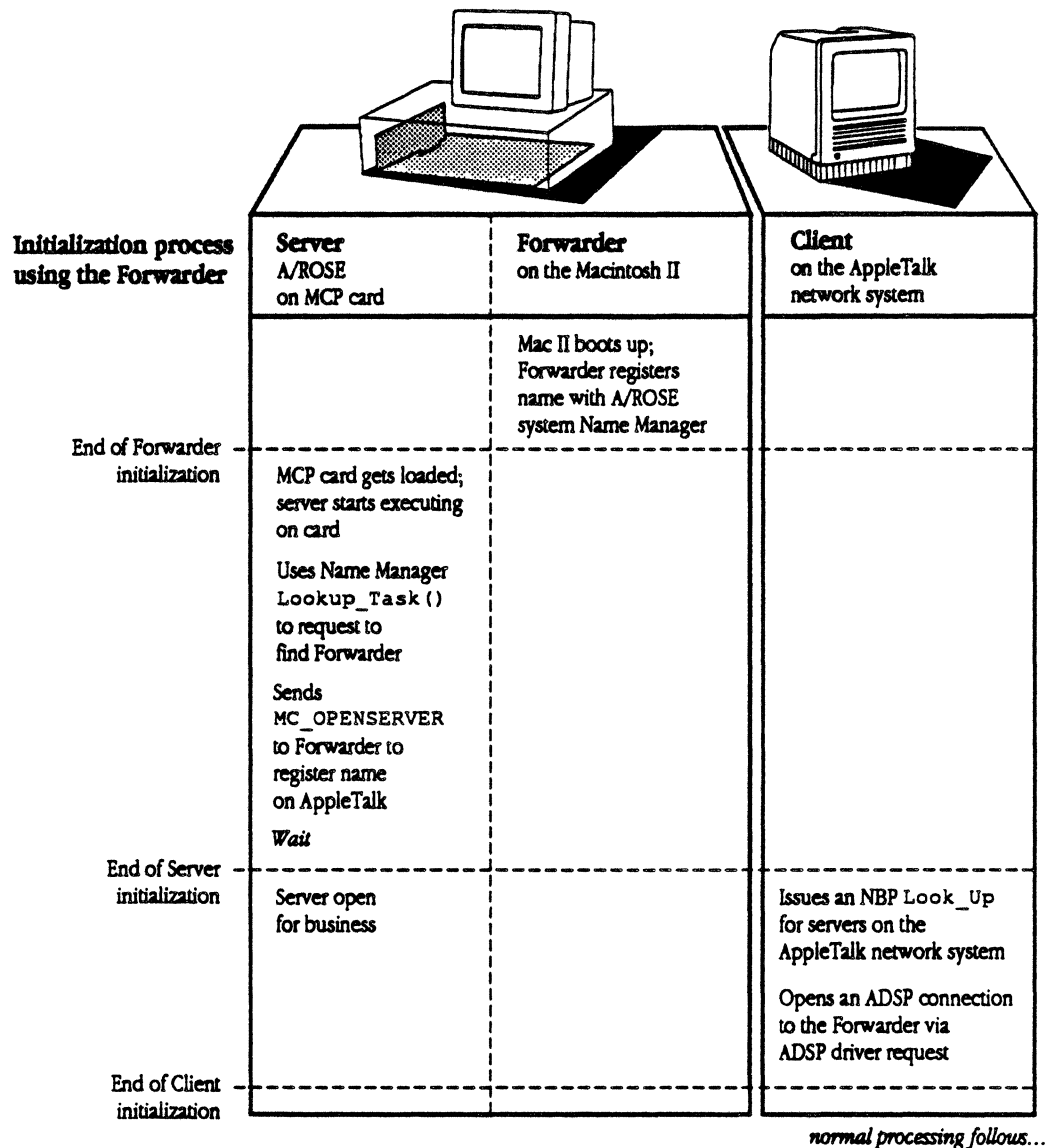 Initialization process
using the Forwarder
Server
A/ROSE
on MCP card
Forwarder
on the Macintosh II
Client
on the AppleTalk
network system
Mac II boots up;
Forwarder registers
name with A/ROSE
system Name Manager
End of Forwarder
initialization
MCP card gets loaded;
server starts executing
on card
Uses Name Manager
Lookup_Task()
to request to
find Forwarder
Sends
MC_OPENSERVER
to Forwarder to
register name
on AppleTalk
Wait
End of Server
initialization
Server open
for business
Issues an NBP Look_Up
for servers on the
AppleTalk network system
Opens an ADSP connection
to the Forwarder via
ADSP driver request
End of Client
initialization
normal processing follows...